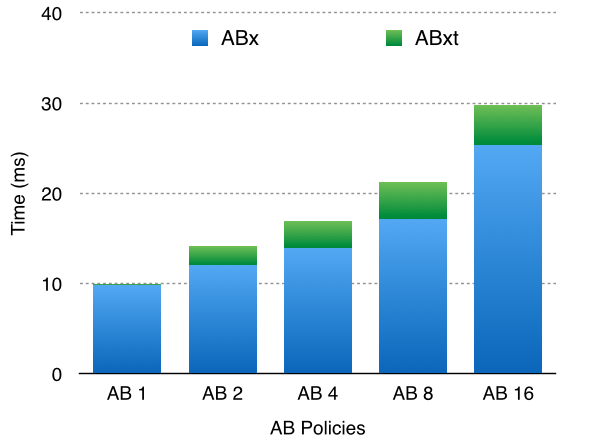 40
ABx ABxt
30
20
10
0
Time (ms)
AB 1 AB 2 AB 4 AB 8 AB 16
AB Policies